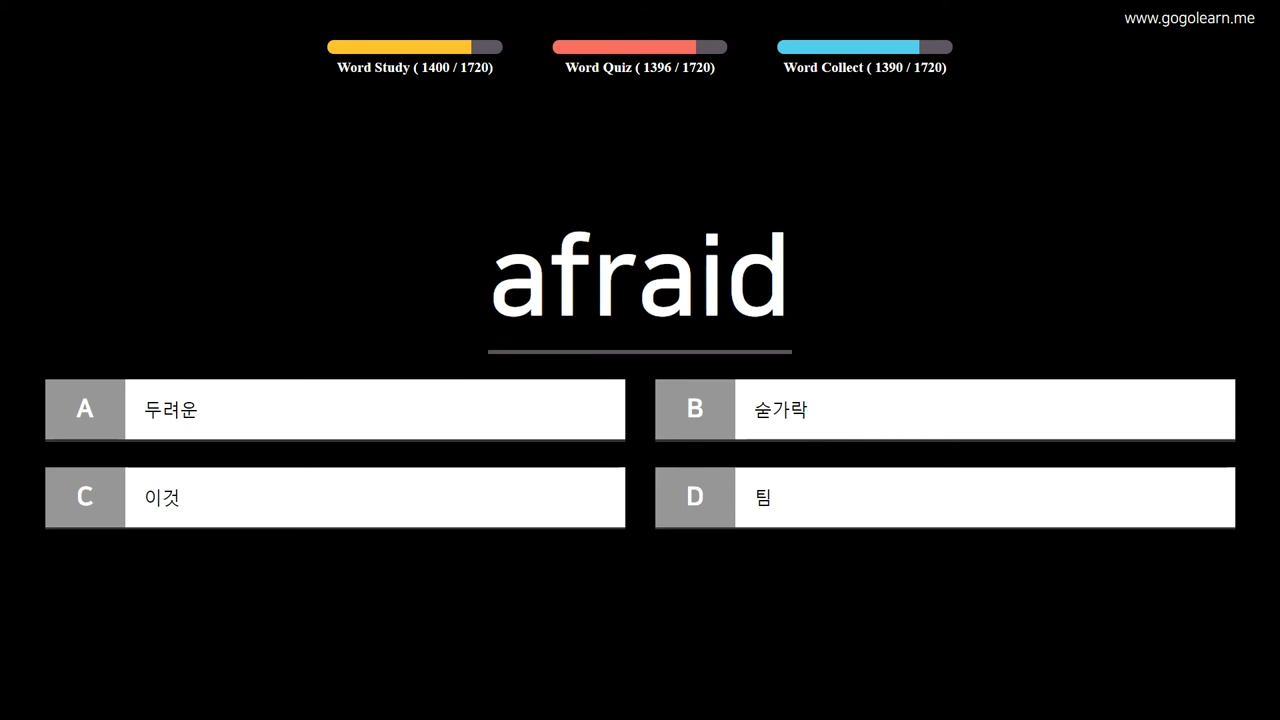 www.gogolearn.me
Word Study ( 1400 / 1720)
Word Quiz ( 1396 / 1720)
Word Collect ( 1390 / 1720)
afraid
A 두려운
B 숟가락
C 이것
D 팀